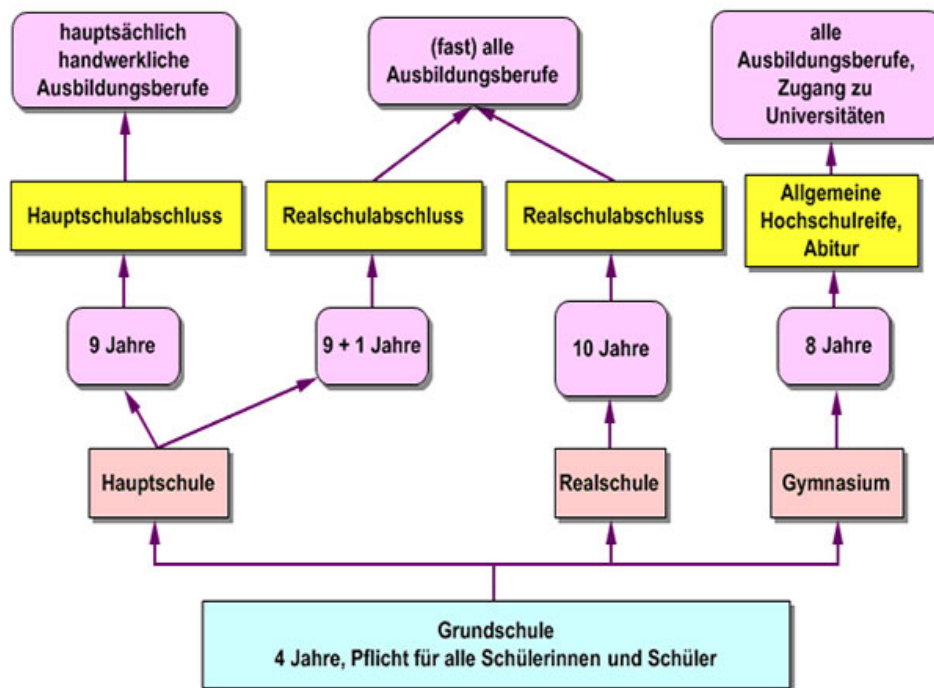 hauptsächlich
handwerkliche
Ausbildungsberufe
(fast) alle
Ausbildungsberufe
alle
Ausbildungsberufe,
Zugang zu
Universitäten
Hauptschulabschluss
Realschulabschluss
Realschulabschluss
Allgemeine
Hochschulreife,
Abitur
9 Jahre
9 + 1 Jahre
10 Jahre
8 Jahre
Hauptschule
Realschule
Gymnasium
Grundschule
4 Jahre, Pflicht für alle Schülerinnen und Schüler